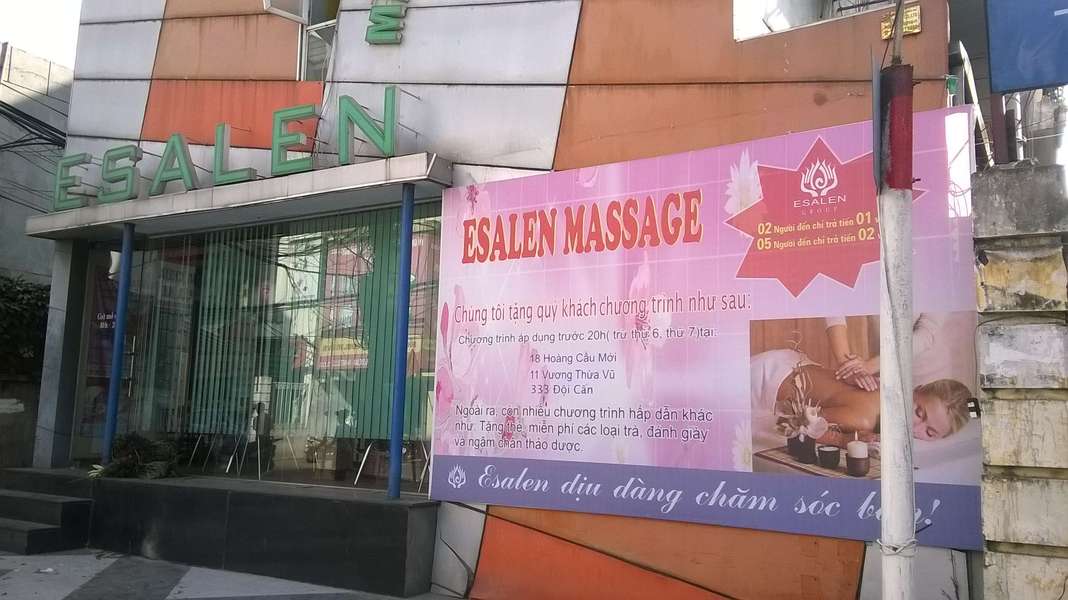 ESALEN
ESALEN MASSAGE
ESALEN
GROUP
02 Người đến chỉ trả tiền 01
05 Người đến chỉ trả tiền 02
Chúng tôi tặng quý khách chương trình như sau:
Chương trình áp dụng trước 20h( trừ thứ 6, thứ 7)tại:
18 Hoàng Cầu Mới
11 Vương Thừa Vũ
333 Đội Cấn
Ngoài ra, còn nhiều chương trình hấp dẫn khác
như: Tặng thẻ, miễn phí các loại trà, đánh giày
và ngâm chân thảo dược.
Esalen dịu dàng chăm sóc bạn!